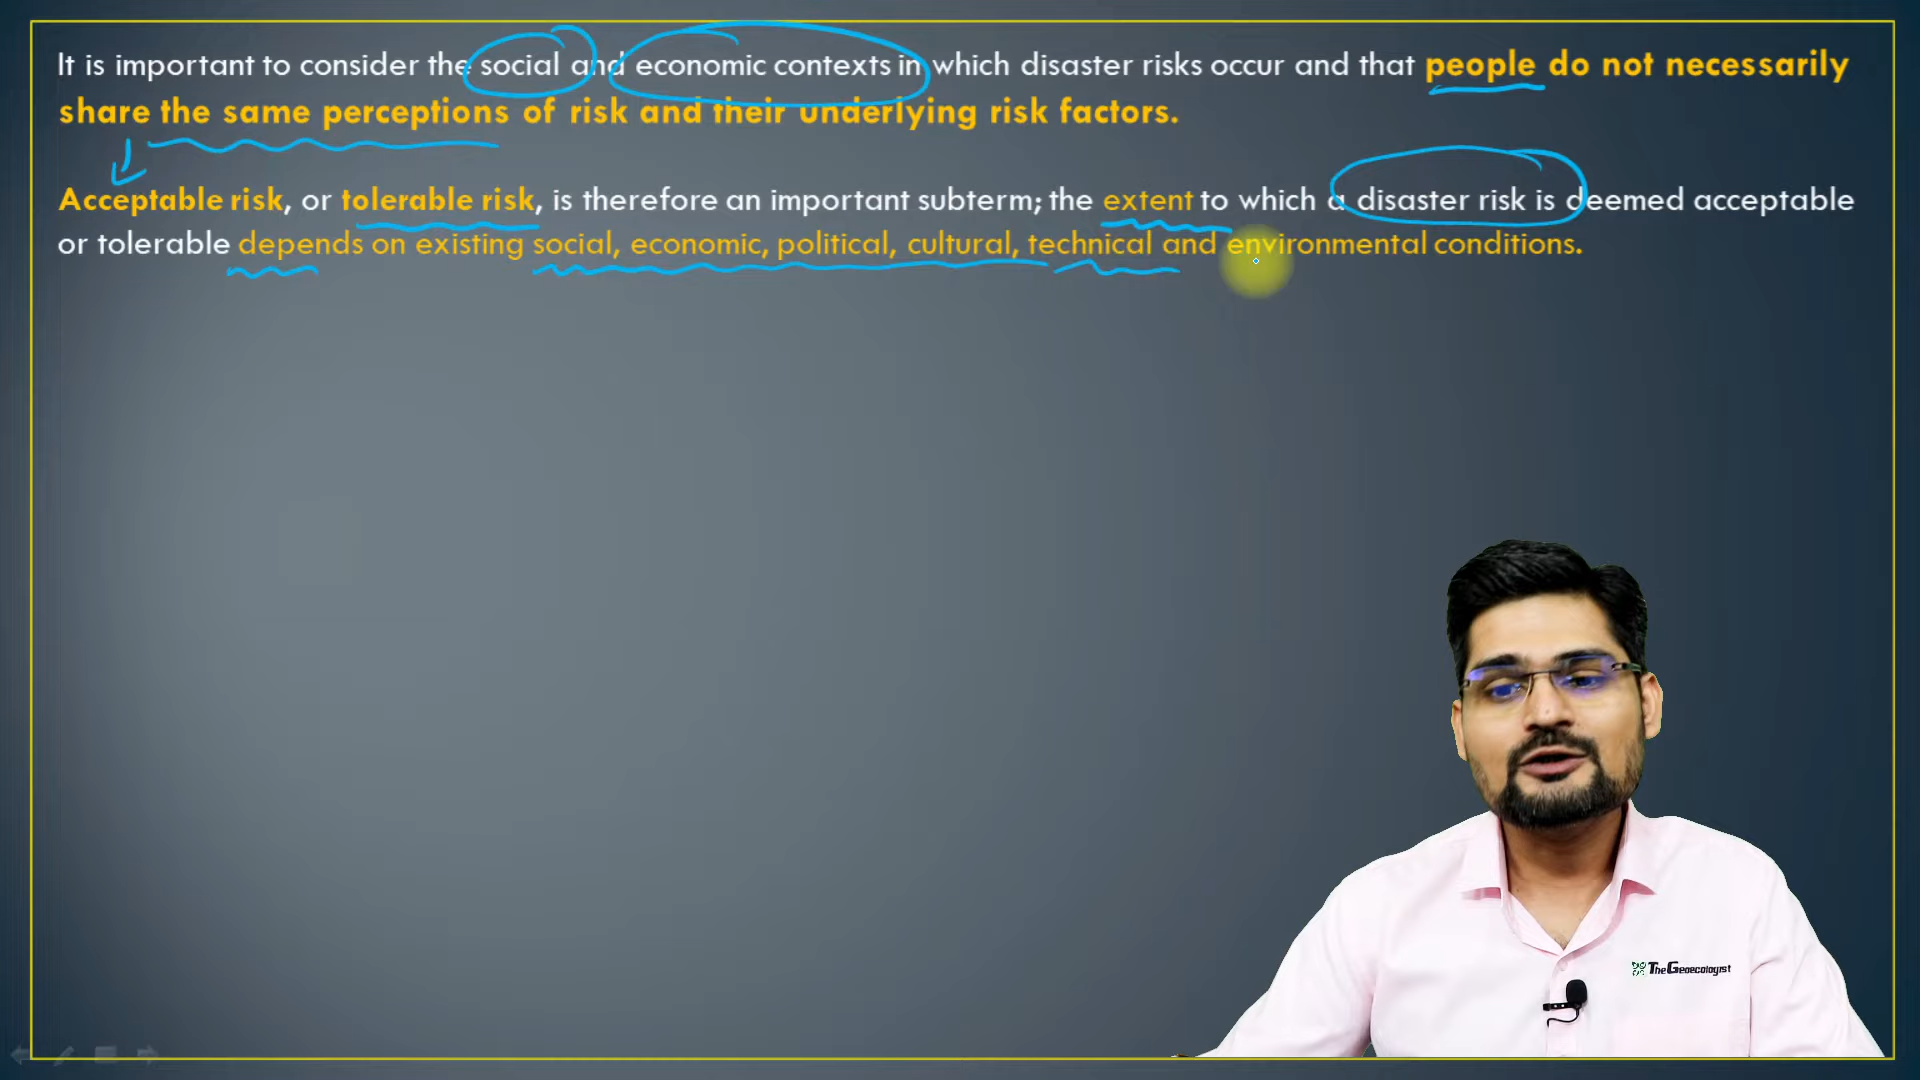 It is important to consider the social and economic contexts in which disaster risks occur and that people do not necessarily
share the same perceptions of risk and their underlying risk factors.
Acceptable risk, or tolerable risk, is therefore an important subterm; the extent to which a disaster risk is deemed acceptable
or tolerable depends on existing social, economic, political, cultural, technical and environmental conditions.
The Geoecologist